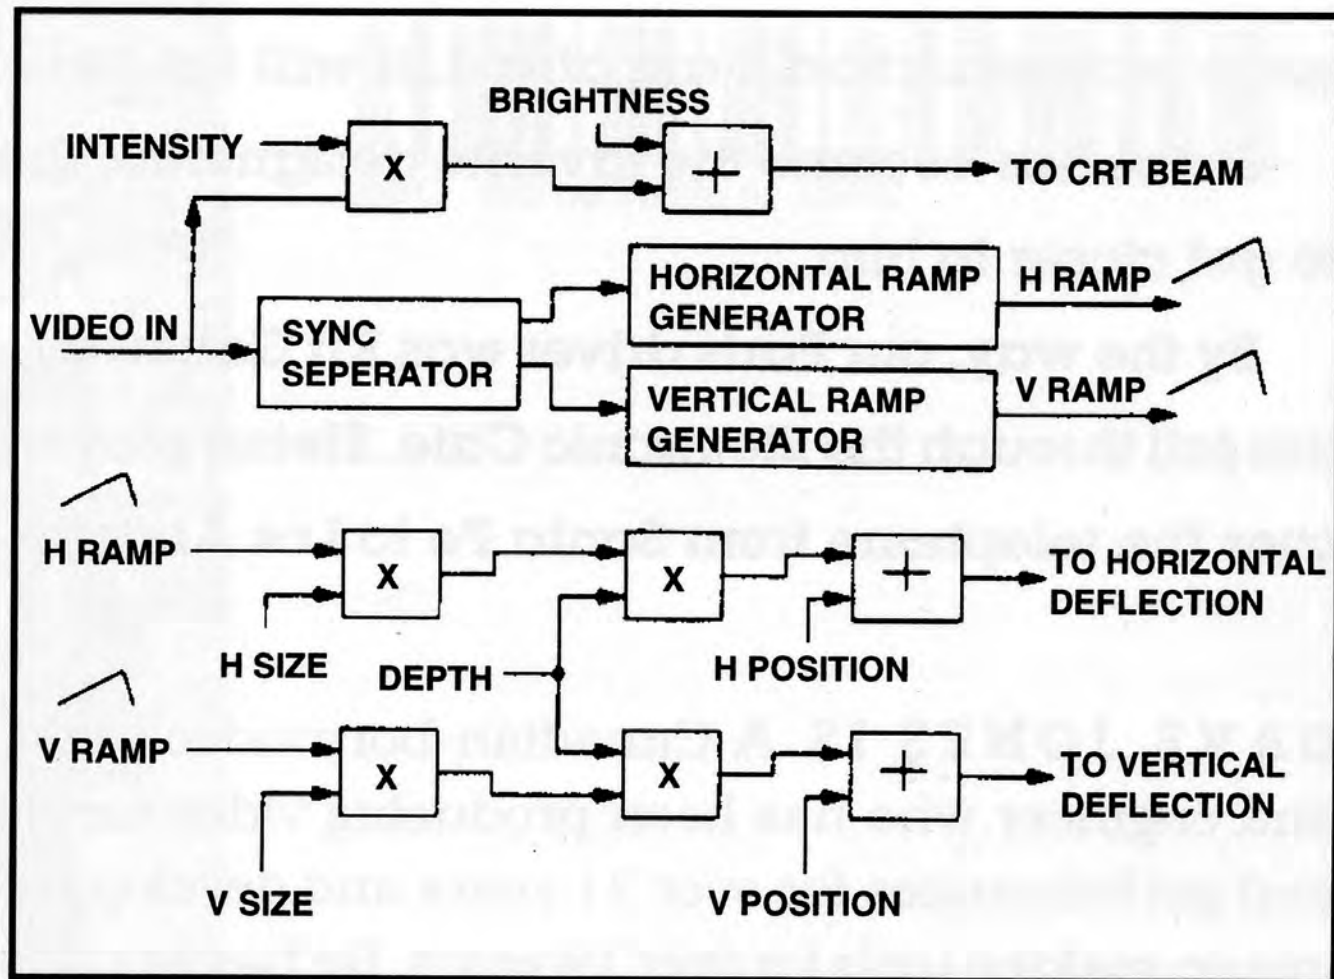 BRIGHTNESS
INTENSITY
X
+
TO CRT BEAM
VIDEO IN
SYNC
SEPERATOR
HORIZONTAL RAMP
GENERATOR
H RAMP
VERTICAL RAMP
GENERATOR
V RAMP
H RAMP
X
X
+
TO HORIZONTAL
DEFLECTION
H SIZE
DEPTH
H POSITION
V RAMP
X
X
+
TO VERTICAL
DEFLECTION
V SIZE
V POSITION